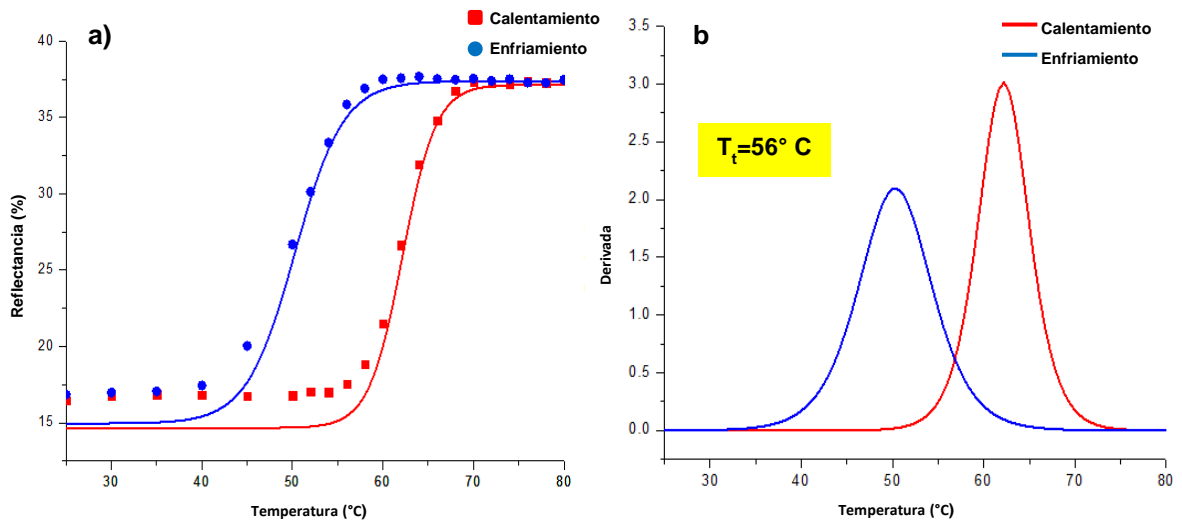 a)
Calentamiento
Enfriamiento
40
35
30
25
20
15
30
40
50
60
70
80
Reflectancia (%)
Temperatura (°C)
b
Calentamiento
Enfriamiento
Tt=56° C
3.5
3.0
2.5
2.0
1.5
1.0
0.5
0.0
30
40
50
60
70
80
Derivada
Temperatura (°C)